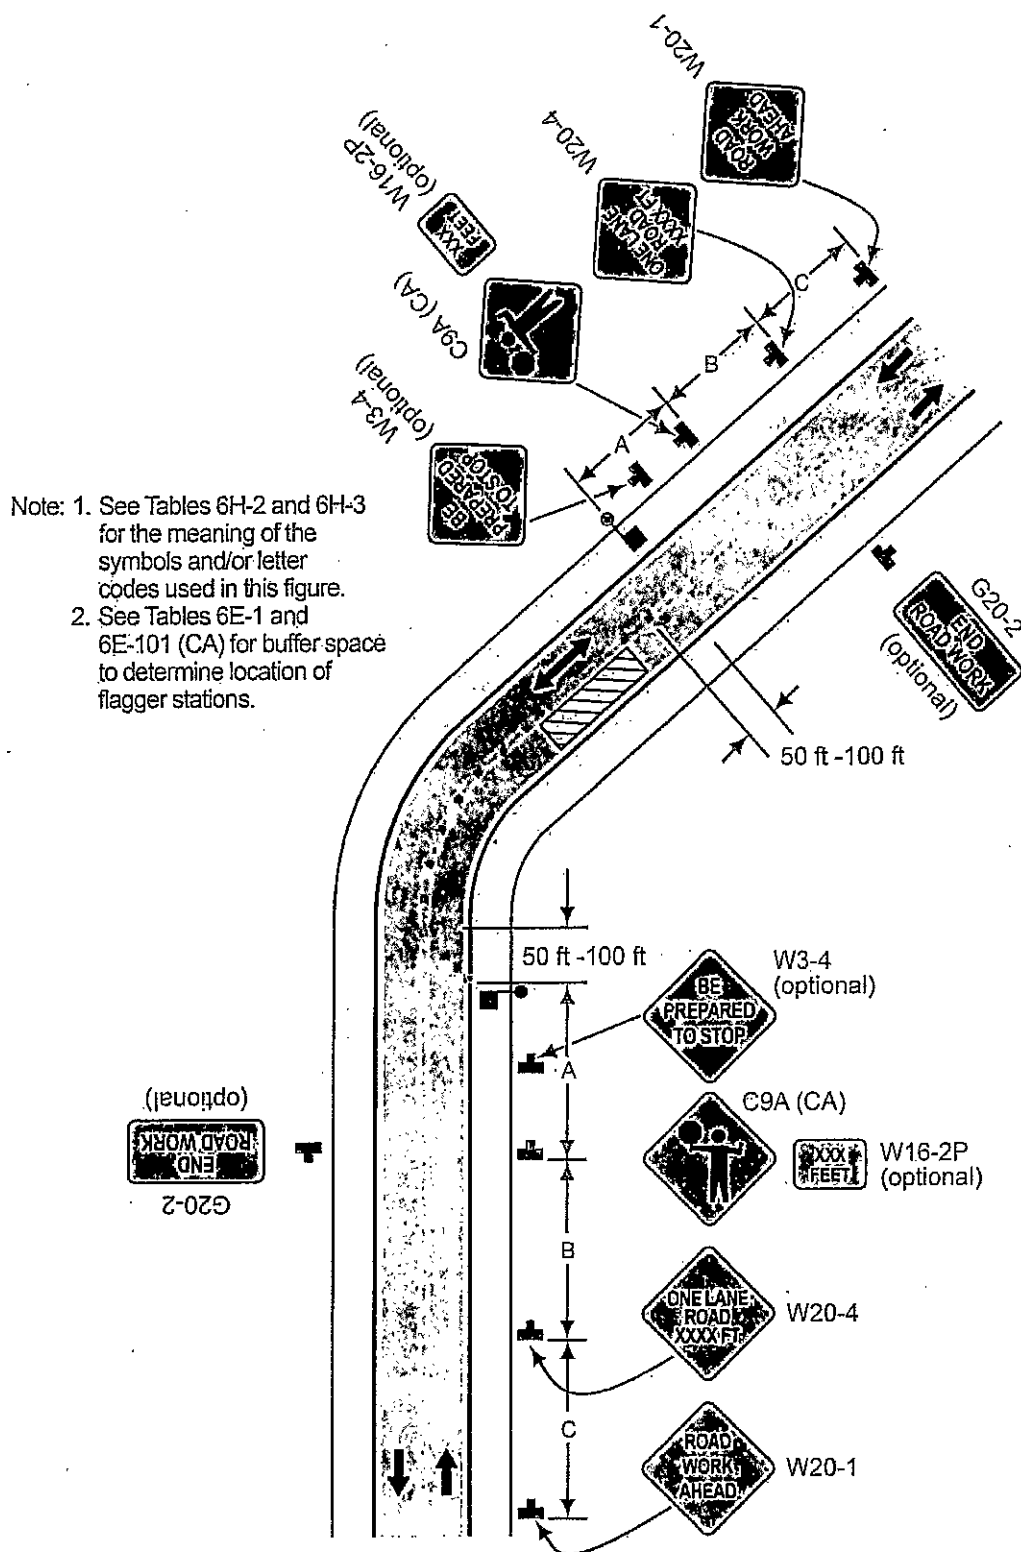 W20-1
ROAD
WORK
AHEAD
W20-4
ONE LANE
ROAD
XXXX FT
W16-2P
(optional)
XXX
FEET
C9A (CA)
W3-4
(optional)
BE
PREPARED
TO STOP
C
B
A
Note: 1. See Tables 6H-2 and 6H-3
for the meaning of the
symbols and/or letter
codes used in this figure.
2. See Tables 6E-1 and
6E-101 (CA) for buffer space
to determine location of
flagger stations.
G20-2
END
ROAD WORK
(optional)
50 ft -100 ft
50 ft -100 ft
W3-4
(optional)
BE
PREPARED
TO STOP
A
C9A (CA)
XXX
FEET
W16-2P
(optional)
G20-2
END
ROAD WORK
(optional)
B
ONE LANE
ROAD
XXXX FT
W20-4
C
ROAD
WORK
AHEAD
W20-1